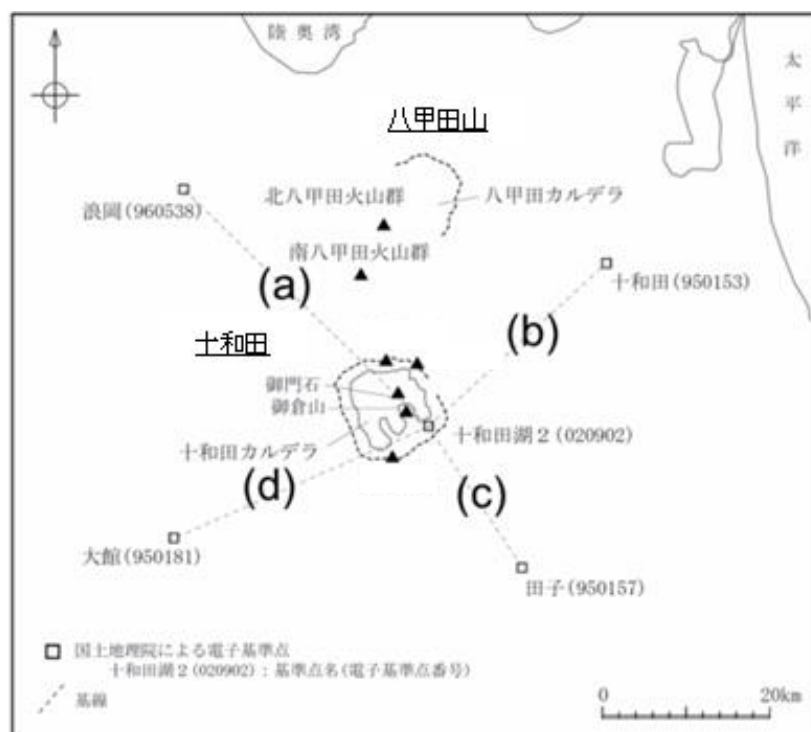 陸奥湾
太平洋
八甲田山
北八甲田火山群
八甲田カルデラ
浪岡(960538)
南八甲田火山群
十和田(950153)
(a)
(b)
十和田
御門石
御倉山
十和田湖2(020902)
十和田カルデラ
(d)
(c)
大館(950181)
田子(950157)
国土地理院による電子基準点
十和田湖2(020902):基準点名(電子基準点番号)
基線
0 20km